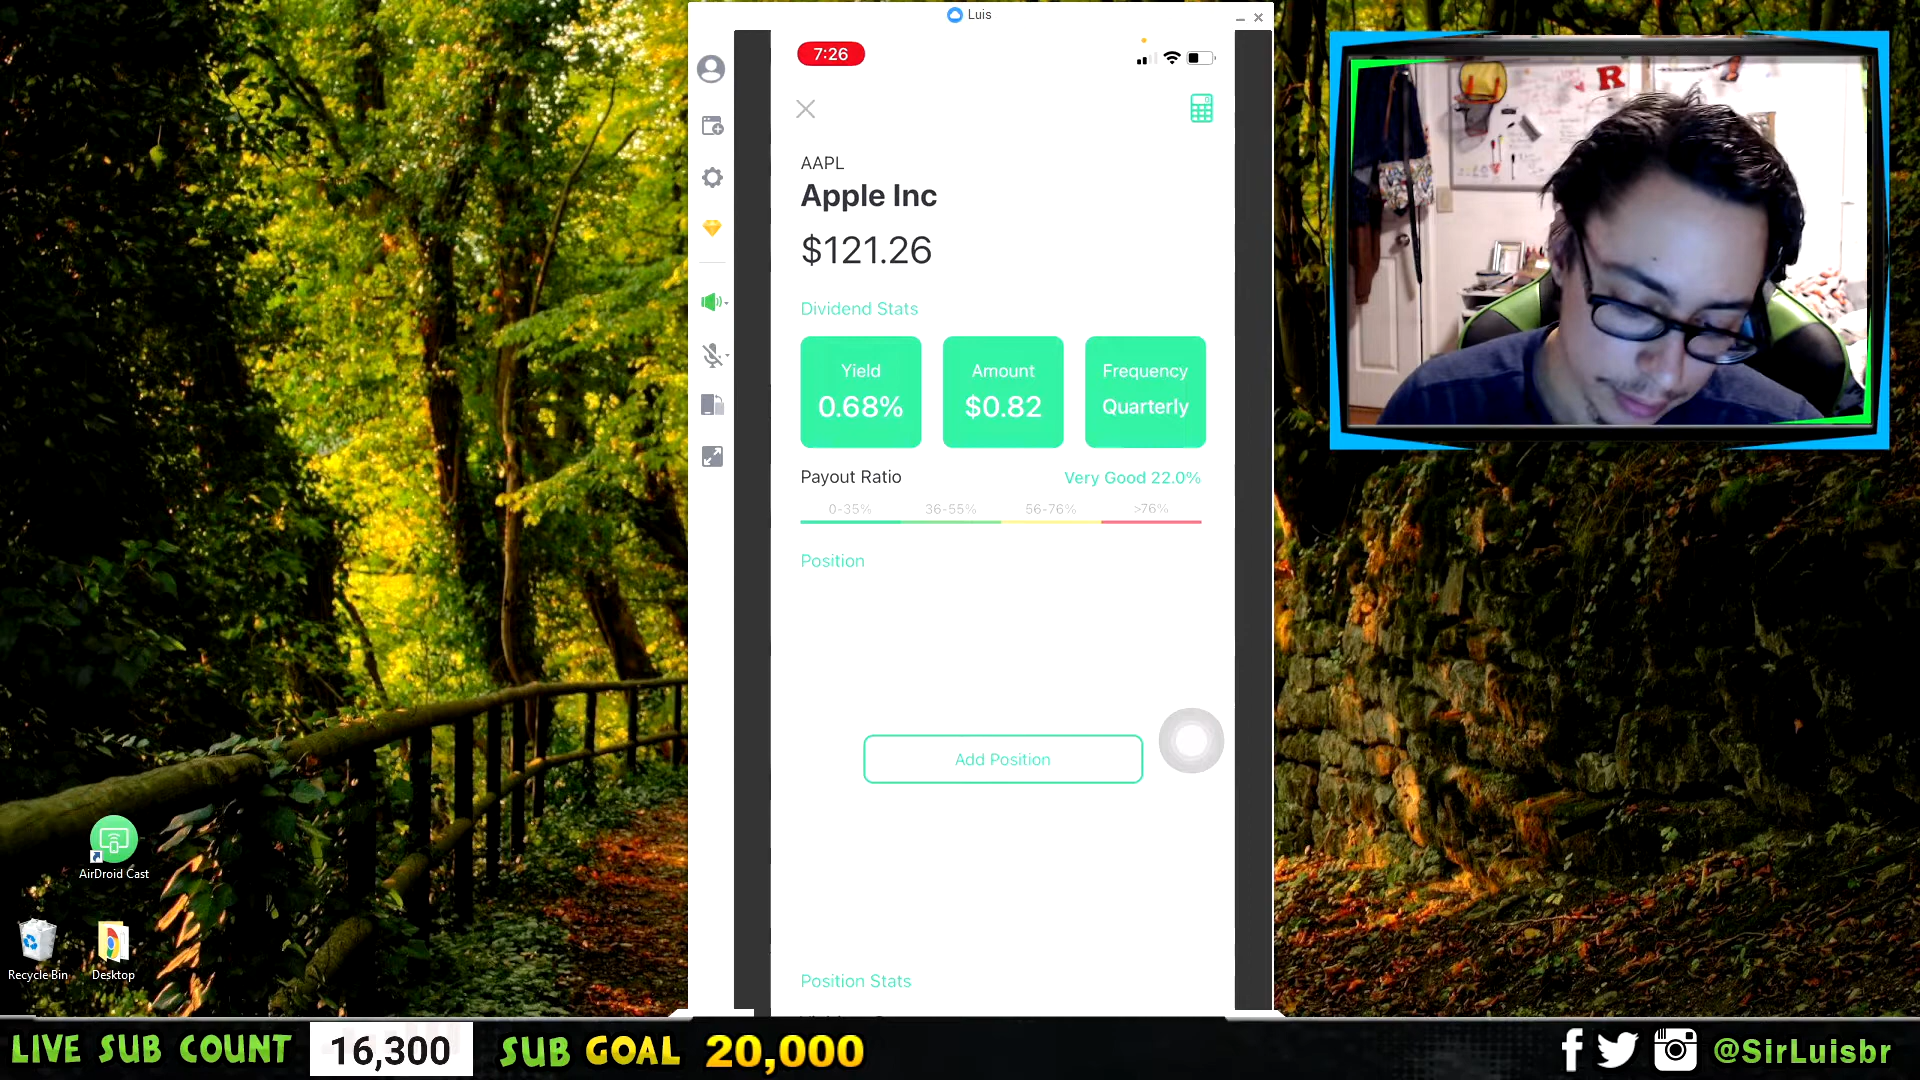 Luis
7:26
AAPL
Apple Inc
$121.26
Dividend Stats
Yield
0.68%
Amount
$0.82
Frequency
Quarterly
Payout Ratio
Very Good 22.0%
0-35%
36-55%
56-76%
>76%
Position
Add Position
Position Stats
R
AirDroid Cast
Recycle Bin
Desktop
LIVE SUB COUNT
16,300
SUB GOAL 20,000
@SirLuisbr